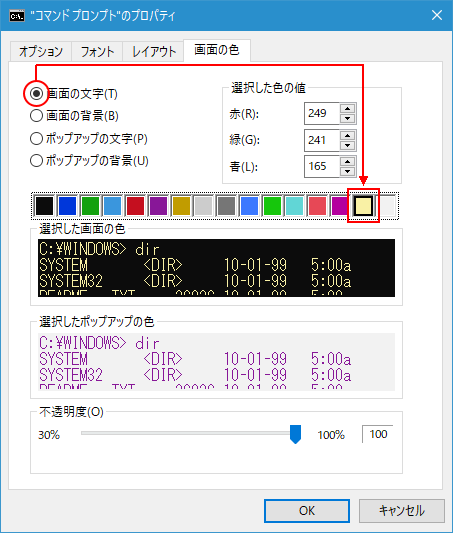 "コマンド プロンプト"のプロパティ
オプション フォント レイアウト 画面の色
画面の文字(T)
画面の背景(B)
ポップアップの文字(P)
ポップアップの背景(U)
選択した色の値
赤(R): 249
緑(G): 241
青(L): 165
選択した画面の色
C:¥WINDOWS> dir
SYSTEM <DIR> 10-01-99 5:00a
SYSTEM32 <DIR> 10-01-99 5:00a
選択したポップアップの色
C:¥WINDOWS> dir
SYSTEM <DIR> 10-01-99 5:00a
SYSTEM32 <DIR> 10-01-99 5:00a
不透明度(O)
30% 100% 100
OK キャンセル